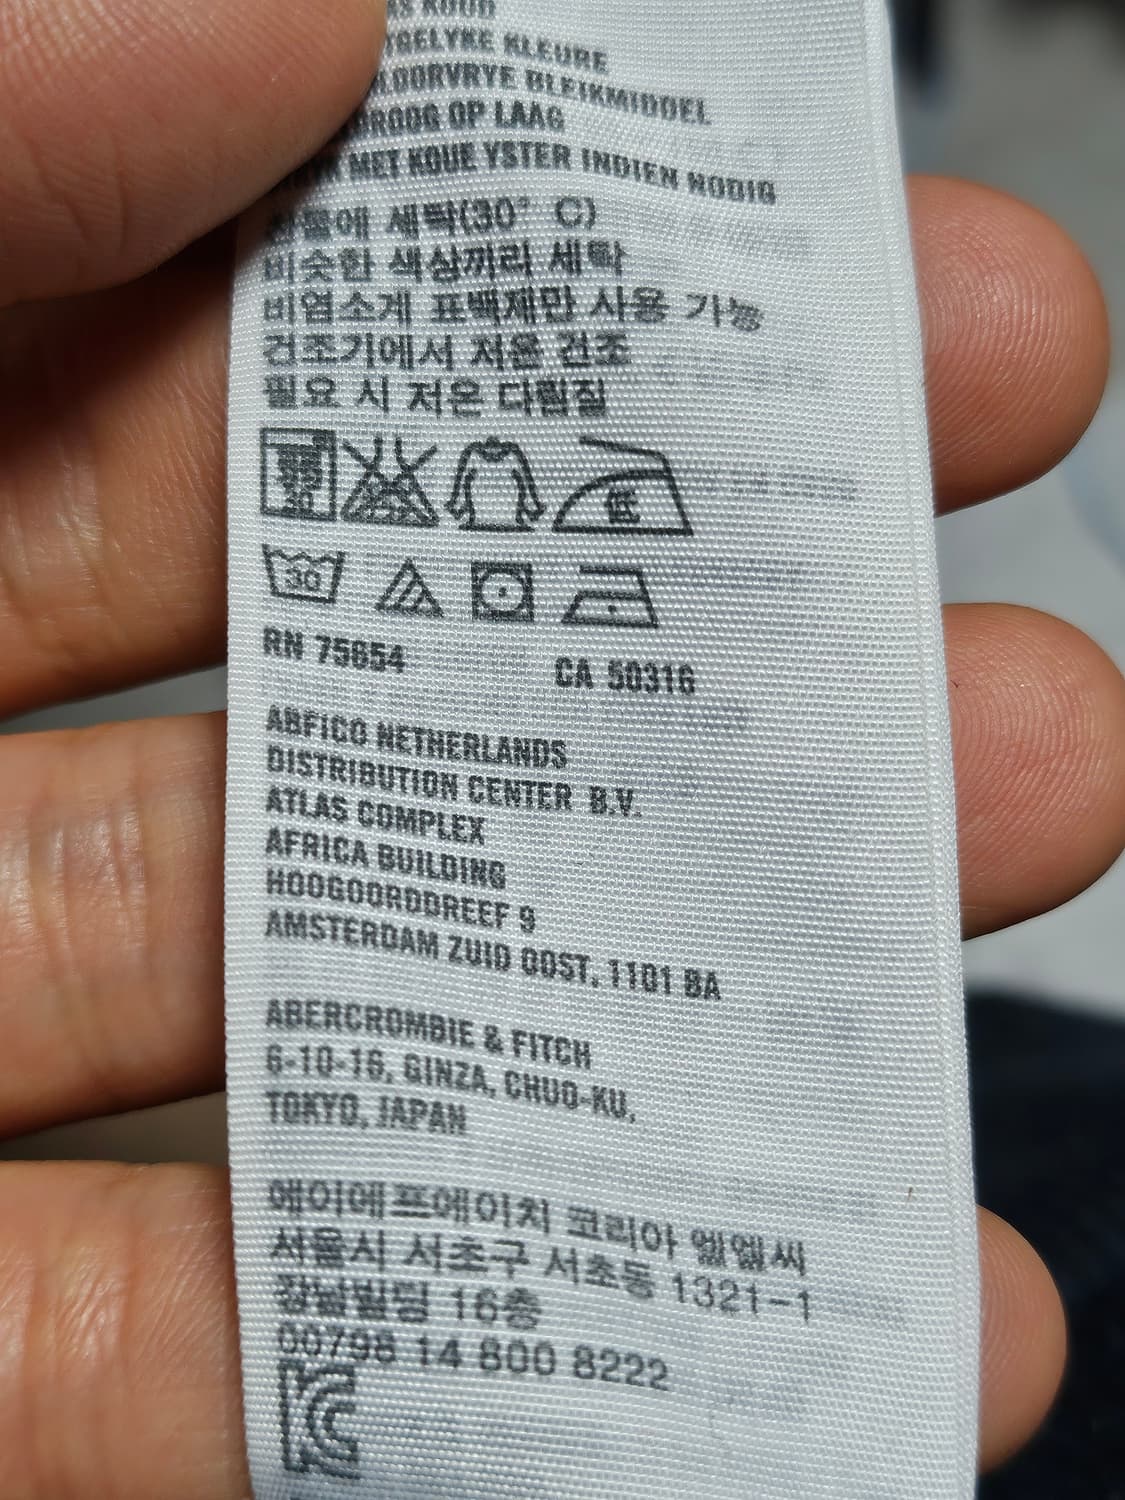 KOUD
KLEURE
BLEIKMIDDEL
DROOG OP LAAG
MET KOUE YSTER INDIEN NODIG
찬물에 세탁(30° C)
비슷한 색상끼리 세탁
비염소계 표백제만 사용 가능
건조기에서 저온 건조
필요 시 저온 다림질
30 低
30
RN 75654 CA 50316
ABFICO NETHERLANDS
DISTRIBUTION CENTER B.V.
ATLAS COMPLEX
AFRICA BUILDING
HOOGOORDDREEF 9
AMSTERDAM ZUID OOST, 1101 BA
ABERCROMBIE & FITCH
6-10-16, GINZA, CHUO-KU,
TOKYO, JAPAN
에이에프에이치 코리아 엘엘씨
서울시 서초구 서초동 1321-1
강남빌딩 16층
00798 14 800 8222
KC